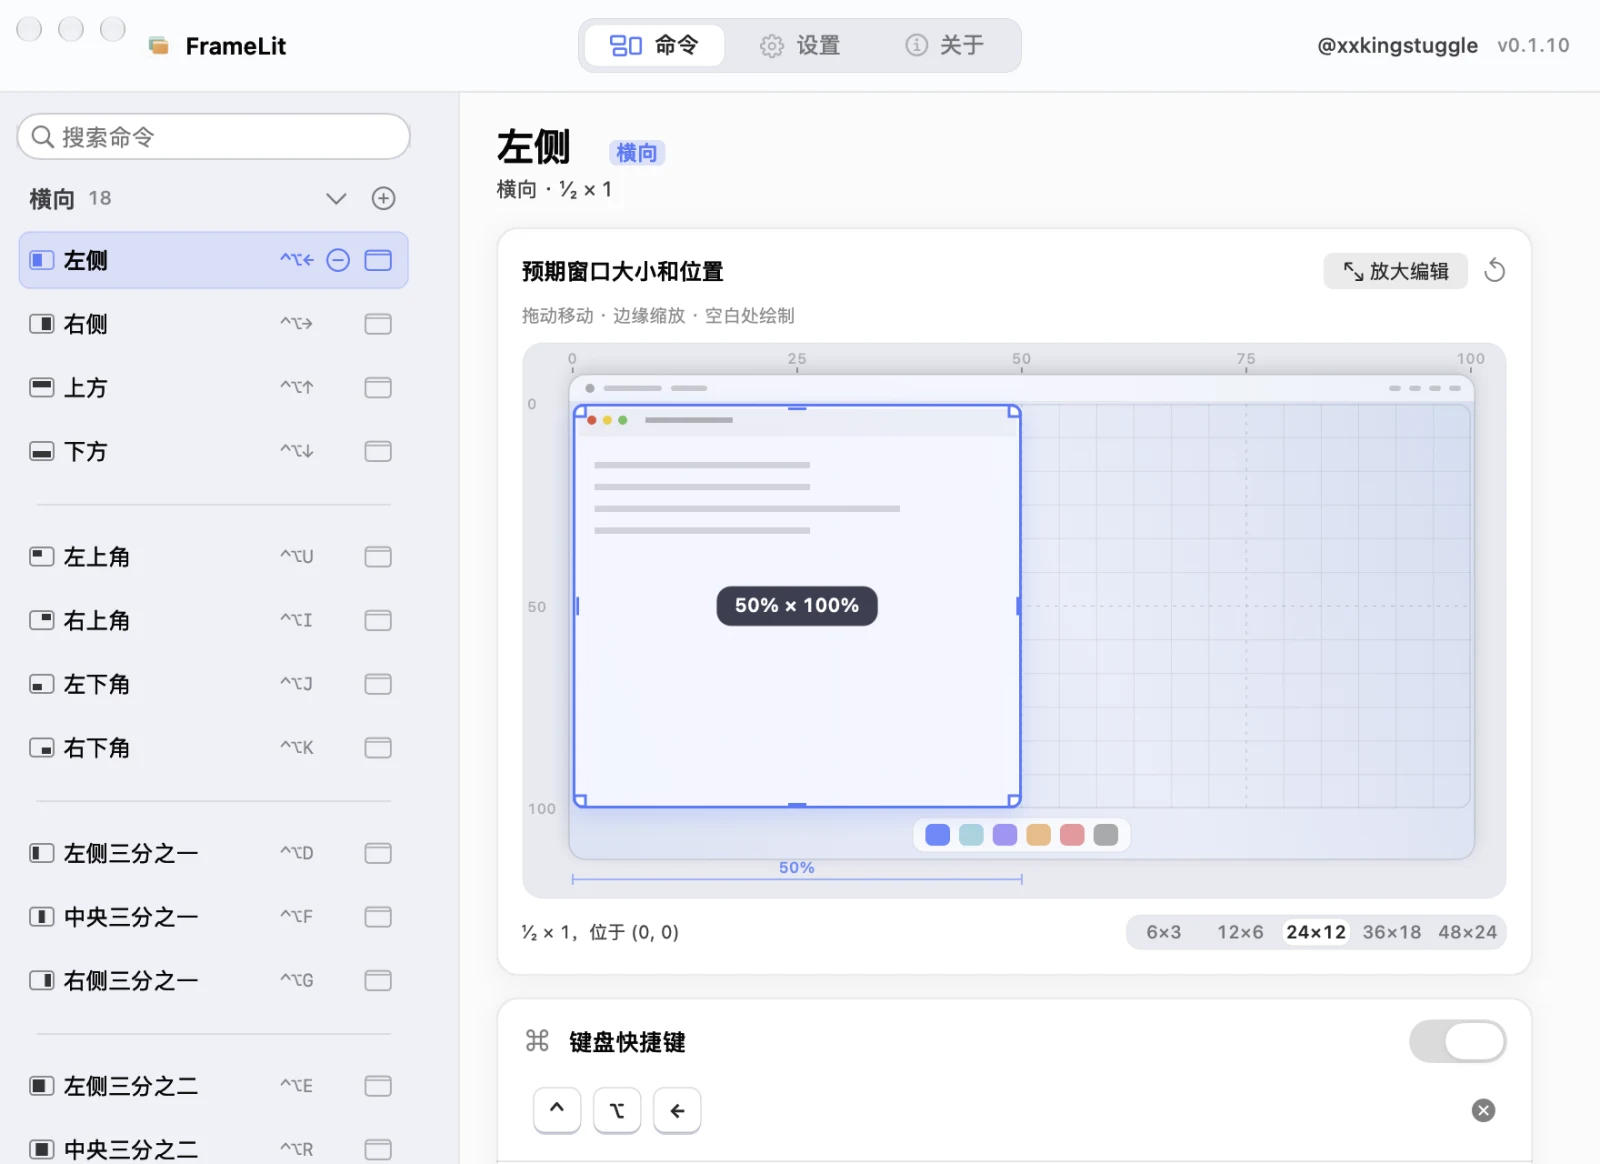 FrameLit
命令
设置
关于
@xxkingstuggle v0.1.10
搜索命令
横向 18
左侧 ^⌥←
右侧 ^⌥→
上方 ^⌥↑
下方 ^⌥↓
左上角 ^⌥U
右上角 ^⌥I
左下角 ^⌥J
右下角 ^⌥K
左侧三分之一 ^⌥D
中央三分之一 ^⌥F
右侧三分之一 ^⌥G
左侧三分之二 ^⌥E
中央三分之二 ^⌥R
左侧 横向
横向 · ½ × 1
预期窗口大小和位置
放大编辑
拖动移动 · 边缘缩放 · 空白处绘制
0 25 50 75 100
0
50
100
50% × 100%
50%
½ × 1，位于 (0, 0)
6×3 12×6 24×12 36×18 48×24
⌘ 键盘快捷键
^ ⌥ ←